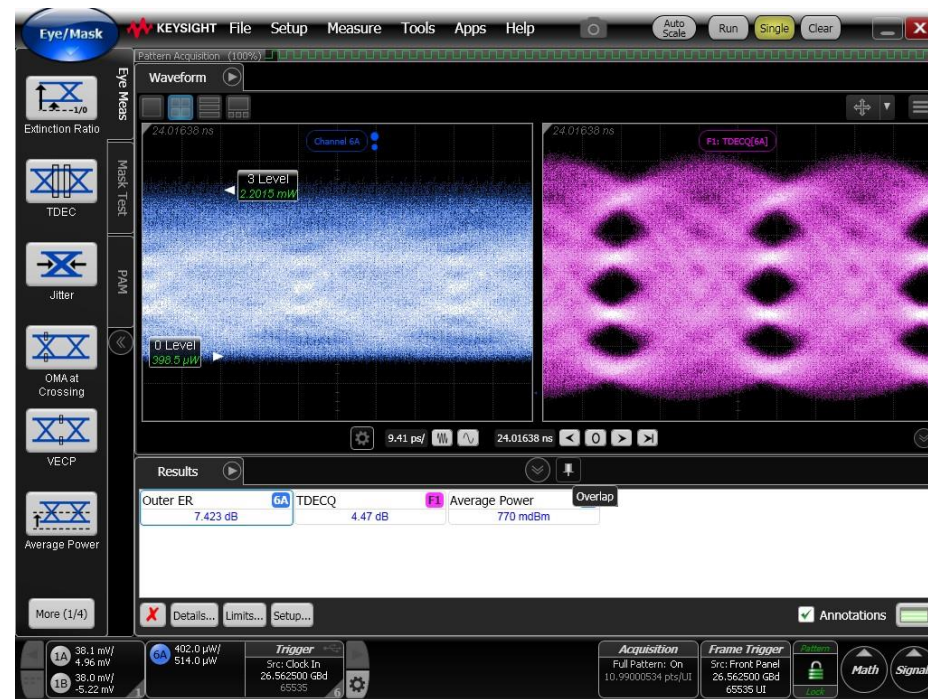 Eye/Mask
KEYSIGHT File Setup Measure Tools Apps Help
Auto Scale
Run
Single
Clear
X
Pattern Acquisition (100%)
Waveform
Eye Meas
Mask Test
PAM
Extinction Ratio
TDEC
Jitter
OMA at
Crossing
VECP
Average Power
More (1/4)
24.01638 ns
Channel 6A
3 Level
2.2015 mW
0 Level
398.5 µW
24.01638 ns
F1: TDECQ[6A]
9.41 ps/
24.01638 ns
0
Results
Overlap
Outer ER 6A TDECQ F1 Average Power
7.423 dB 4.47 dB 770 mdBm
Details... Limits... Setup...
Annotations
1A 38.1 mV/
4.96 mV
1B 38.0 mV/
-5.22 mV
1
6A 402.0 µW/
514.0 µW
Trigger
Src: Clock In
26.562500 GBd
65535
6
Acquisition
Full Pattern: On
10.99000534 pts/UI
Frame Trigger
Src: Front Panel
26.562500 GBd
65535 UI
Pattern
Lock
Math
Signal